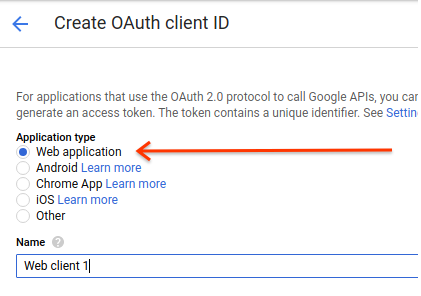 Create OAuth client ID
For applications that use the OAuth 2.0 protocol to call Google APIs, you can
generate an access token. The token contains a unique identifier. See
Application type
Web application
Android Learn more
Chrome App Learn more
iOS Learn more
Other
Name ?
Web client 1